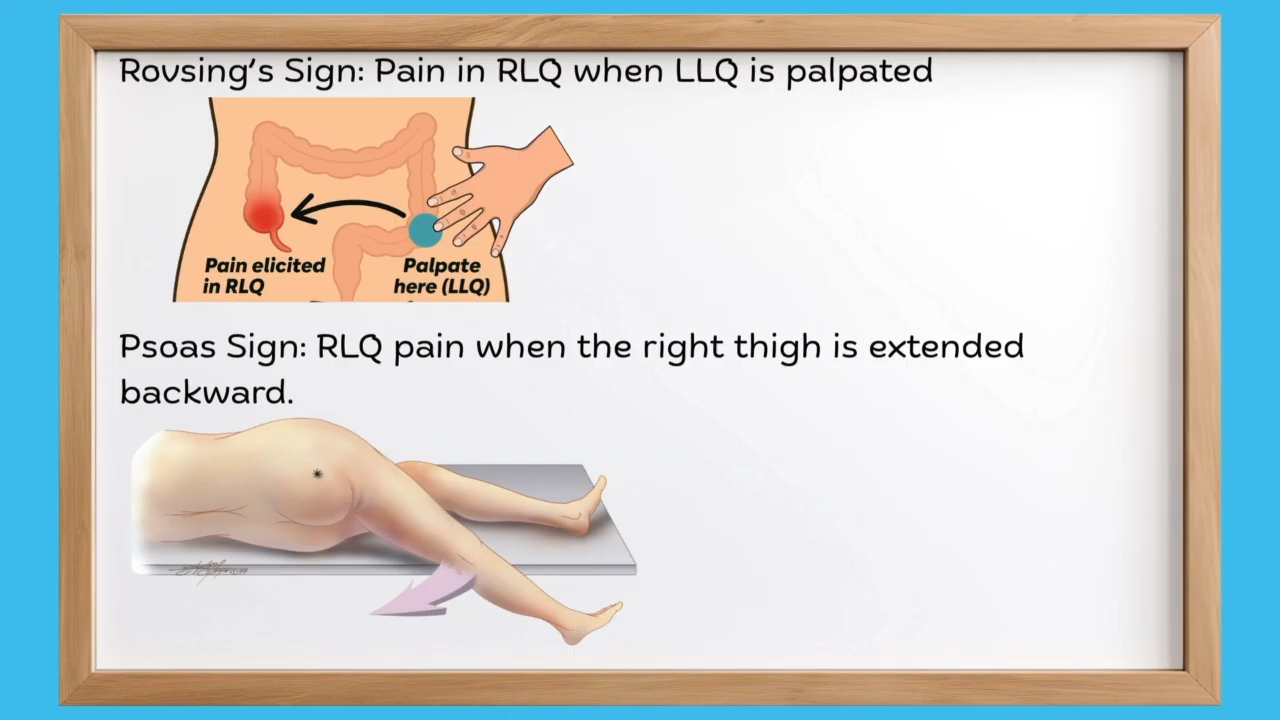 Rovsing's Sign: Pain in RLQ when LLQ is palpated
Pain elicited
in RLQ
Palpate
here (LLQ)
Psoas Sign: RLQ pain when the right thigh is extended
backward.